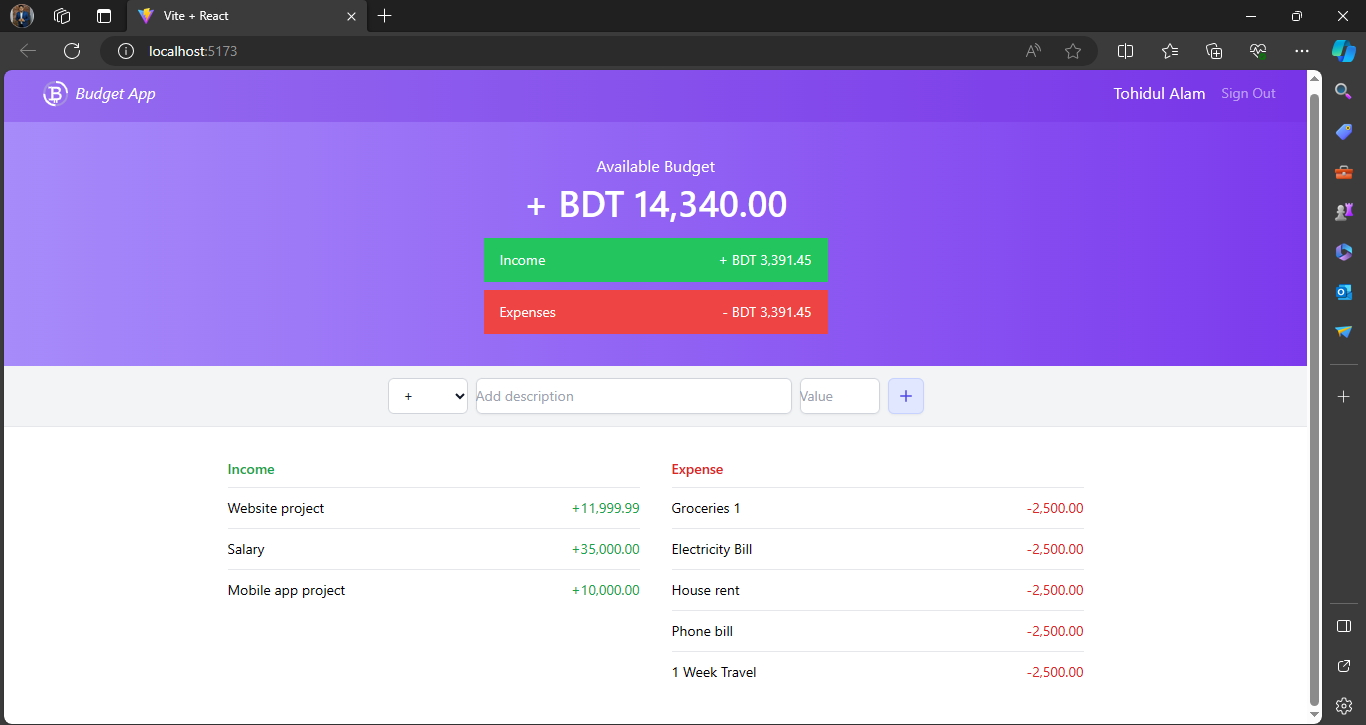 Vite + React
localhost:5173
Budget App
Tohidul Alam Sign Out
Available Budget
+ BDT 14,340.00
Income + BDT 3,391.45
Expenses - BDT 3,391.45
+ Add description Value +
Income Expense
Website project +11,999.99 Groceries 1 -2,500.00
Salary +35,000.00 Electricity Bill -2,500.00
Mobile app project +10,000.00 House rent -2,500.00
Phone bill -2,500.00
1 Week Travel -2,500.00